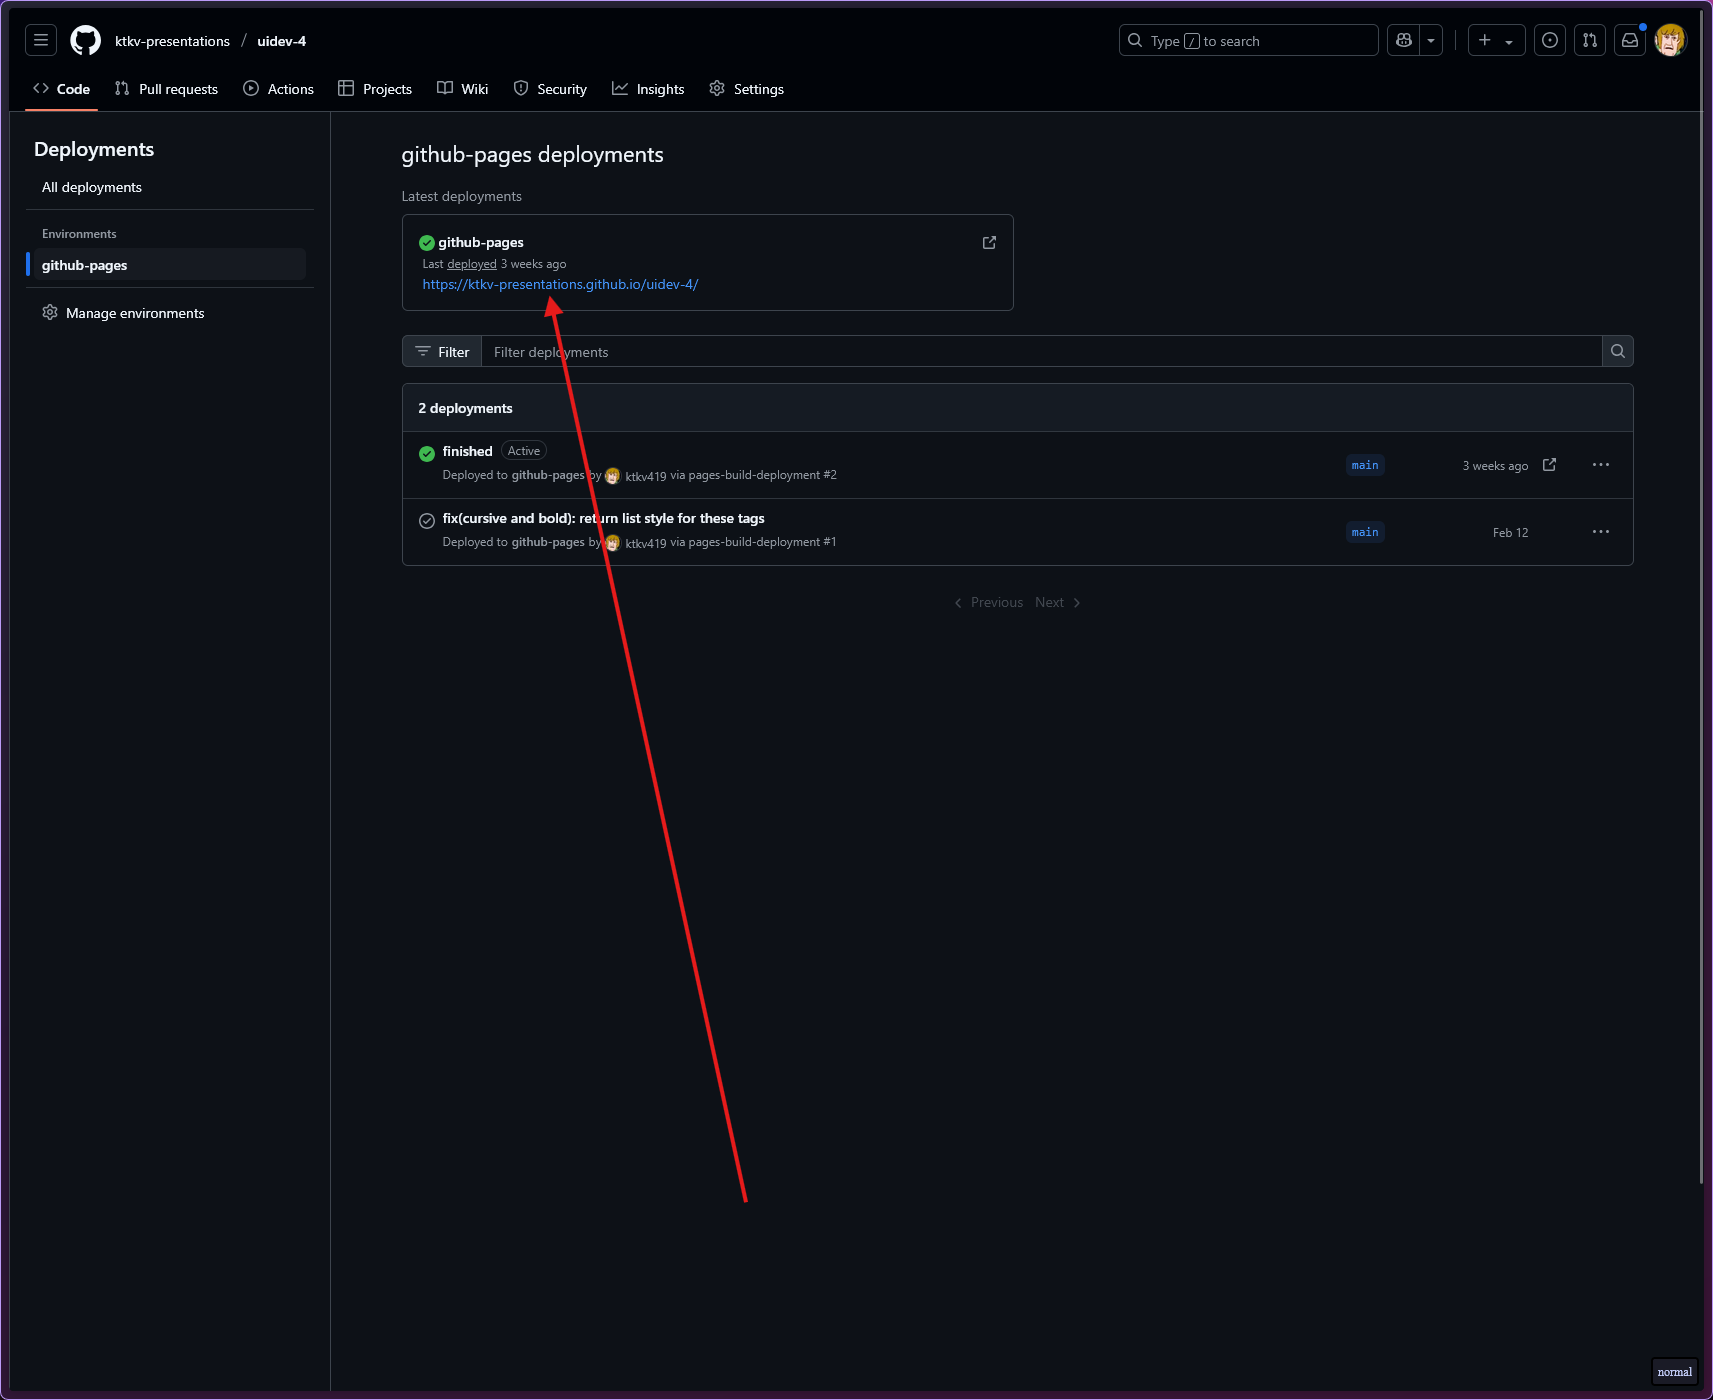 ktkv-presentations / uidev-4
Type / to search
Code Pull requests Actions Projects Wiki Security Insights Settings
Deployments
All deployments
Environments
github-pages
Manage environments
github-pages deployments
Latest deployments
github-pages
Last deployed 3 weeks ago
https://ktkv-presentations.github.io/uidev-4/
Filter Filter deployments
2 deployments
finished Active
Deployed to github-pages by ktkv419 via pages-build-deployment #2
main 3 weeks ago
fix(cursive and bold): return list style for these tags
Deployed to github-pages by ktkv419 via pages-build-deployment #1
main Feb 12
Previous Next
normal